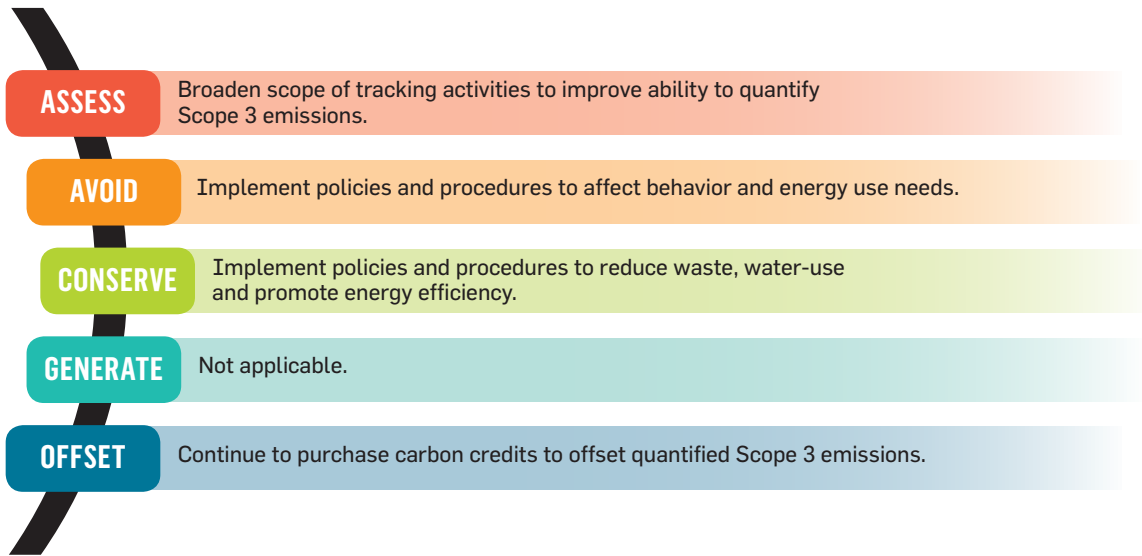 ASSESS
Broaden scope of tracking activities to improve ability to quantify
Scope 3 emissions.
AVOID
Implement policies and procedures to affect behavior and energy use needs.
CONSERVE
Implement policies and procedures to reduce waste, water-use
and promote energy efficiency.
GENERATE
Not applicable.
OFFSET
Continue to purchase carbon credits to offset quantified Scope 3 emissions.